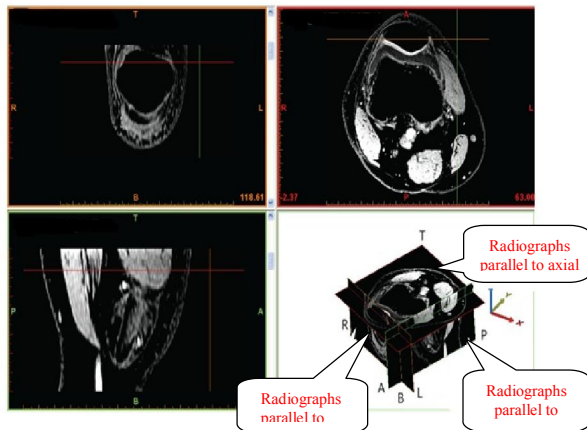 T
R
L
B
118.61
A
R
L
-2.37
P
63.00
T
P
A
B
T
R
P
A
B
L
Z
Y
X
Radiographs
parallel to axial
Radiographs
parallel to
Radiographs
parallel to